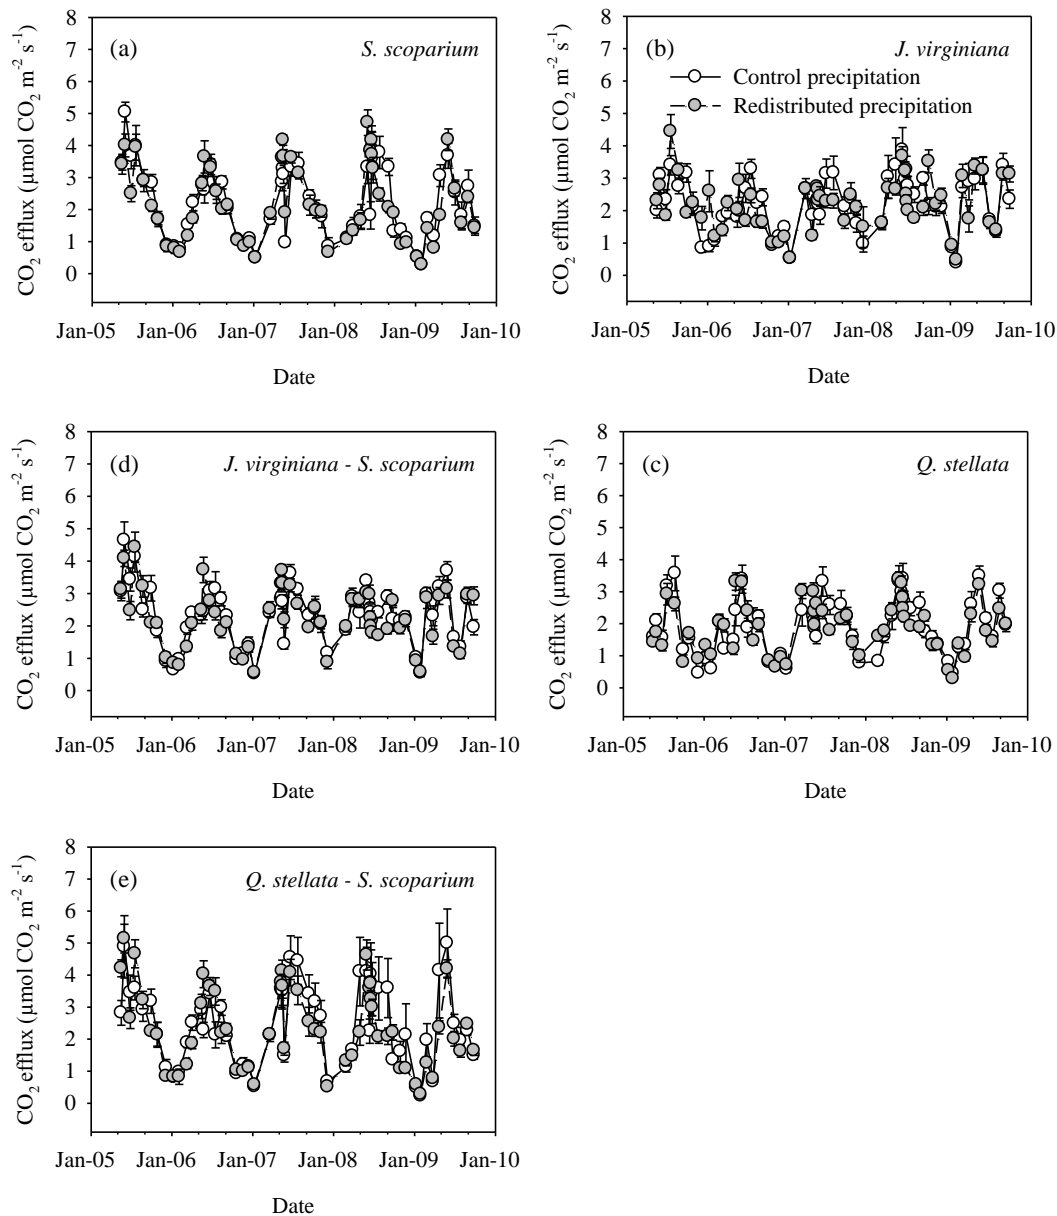 (a) S. scoparium
CO₂ efflux (µmol CO₂ m⁻² s⁻¹)
8
7
6
5
4
3
2
1
0
Jan-05 Jan-06 Jan-07 Jan-08 Jan-09 Jan-10
Date
(b) J. virginiana
Control precipitation
Redistributed precipitation
CO₂ efflux (µmol CO₂ m⁻² s⁻¹)
8
7
6
5
4
3
2
1
0
Jan-05 Jan-06 Jan-07 Jan-08 Jan-09 Jan-10
Date
(d) J. virginiana - S. scoparium
CO₂ efflux (µmol CO₂ m⁻² s⁻¹)
8
7
6
5
4
3
2
1
0
Jan-05 Jan-06 Jan-07 Jan-08 Jan-09 Jan-10
Date
(c) Q. stellata
CO₂ efflux (µmol CO₂ m⁻² s⁻¹)
8
7
6
5
4
3
2
1
0
Jan-05 Jan-06 Jan-07 Jan-08 Jan-09 Jan-10
Date
(e) Q. stellata - S. scoparium
CO₂ efflux (µmol CO₂ m⁻² s⁻¹)
8
7
6
5
4
3
2
1
0
Jan-05 Jan-06 Jan-07 Jan-08 Jan-09 Jan-10
Date